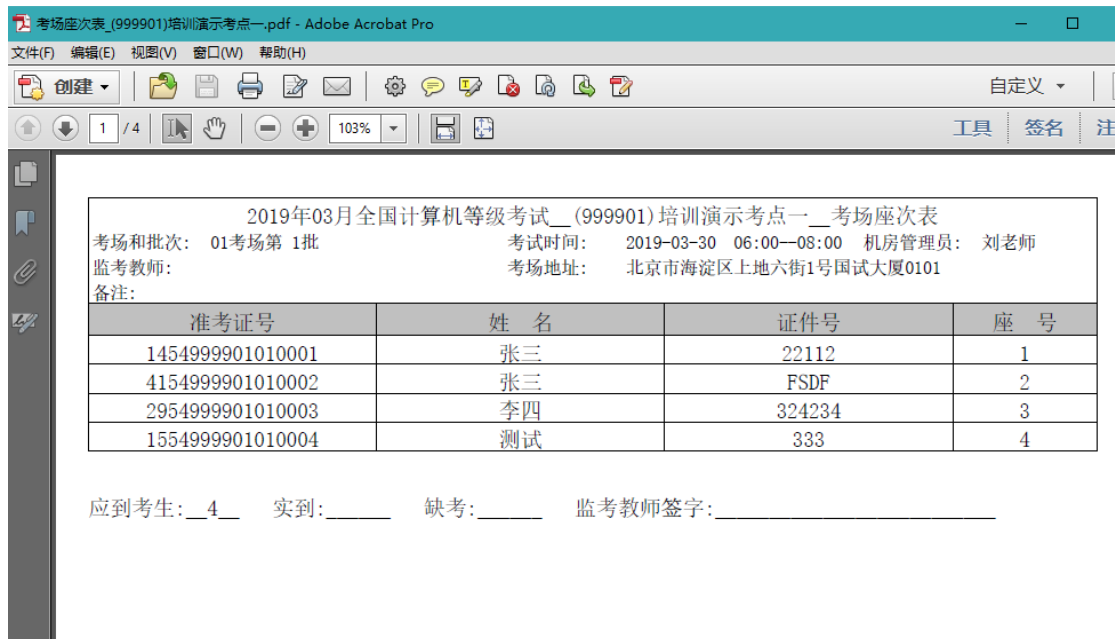 考场座次表_(999901)培训演示考点一.pdf - Adobe Acrobat Pro
文件(F) 编辑(E) 视图(V) 窗口(W) 帮助(H)
创建 自定义
1 / 4 103% 工具 签名 注
2019年03月全国计算机等级考试__(999901)培训演示考点一__考场座次表
考场和批次: 01考场第 1批 考试时间: 2019-03-30 06:00--08:00 机房管理员: 刘老师
监考教师: 考场地址: 北京市海淀区上地六街1号国试大厦0101
备注:
准考证号 姓 名 证件号 座 号
1454999901010001 张三 22112 1
4154999901010002 张三 FSDF 2
2954999901010003 李四 324234 3
1554999901010004 测试 333 4
应到考生:__4__ 实到:______ 缺考:______ 监考教师签字:__________________________